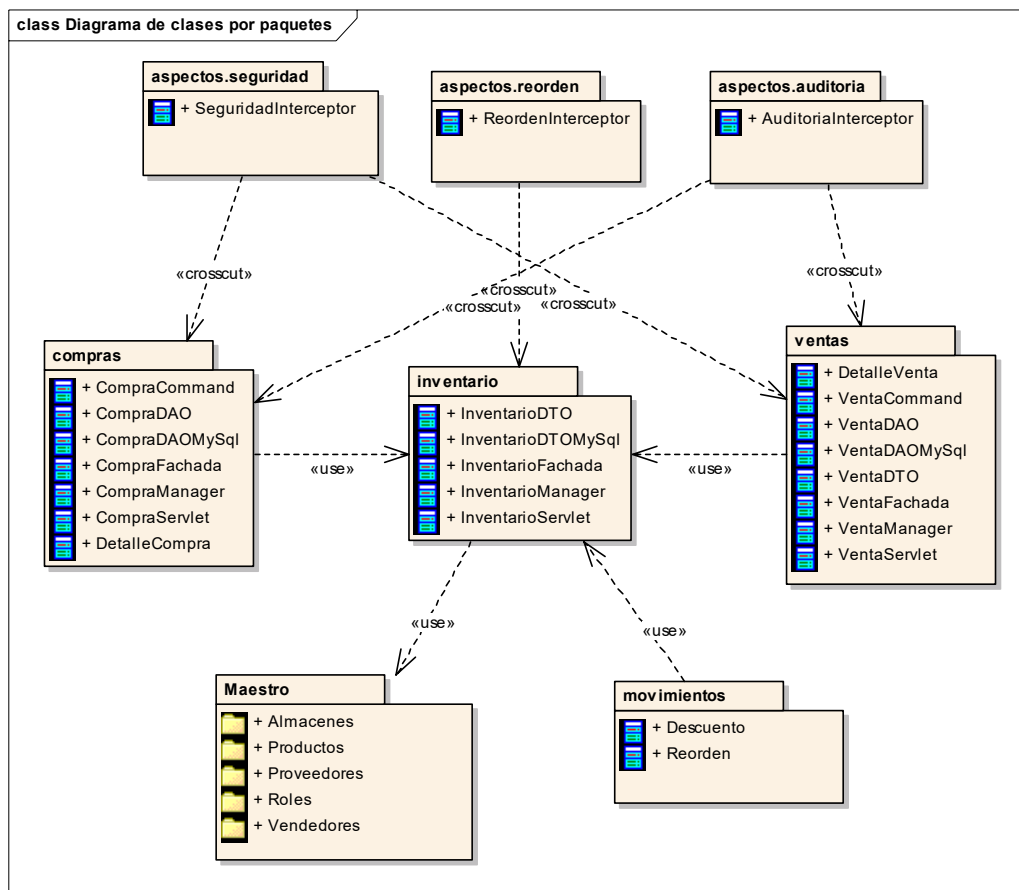 class Diagrama de clases por paquetes
aspectos.seguridad
+ SeguridadInterceptor
aspectos.reorden
+ ReordenInterceptor
aspectos.auditoria
+ AuditoriaInterceptor
«crosscut»
«crosscut»
«crosscut»
«crosscut»
«crosscut»
compras
+ CompraCommand
+ CompraDAO
+ CompraDAOMySql
+ CompraFachada
+ CompraManager
+ CompraServlet
+ DetalleCompra
«use»
inventario
+ InventarioDTO
+ InventarioDTOMySql
+ InventarioFachada
+ InventarioManager
+ InventarioServlet
«use»
ventas
+ DetalleVenta
+ VentaCommand
+ VentaDAO
+ VentaDAOMySql
+ VentaDTO
+ VentaFachada
+ VentaManager
+ VentaServlet
«use»
«use»
Maestro
+ Almacenes
+ Productos
+ Proveedores
+ Roles
+ Vendedores
movimientos
+ Descuento
+ Reorden